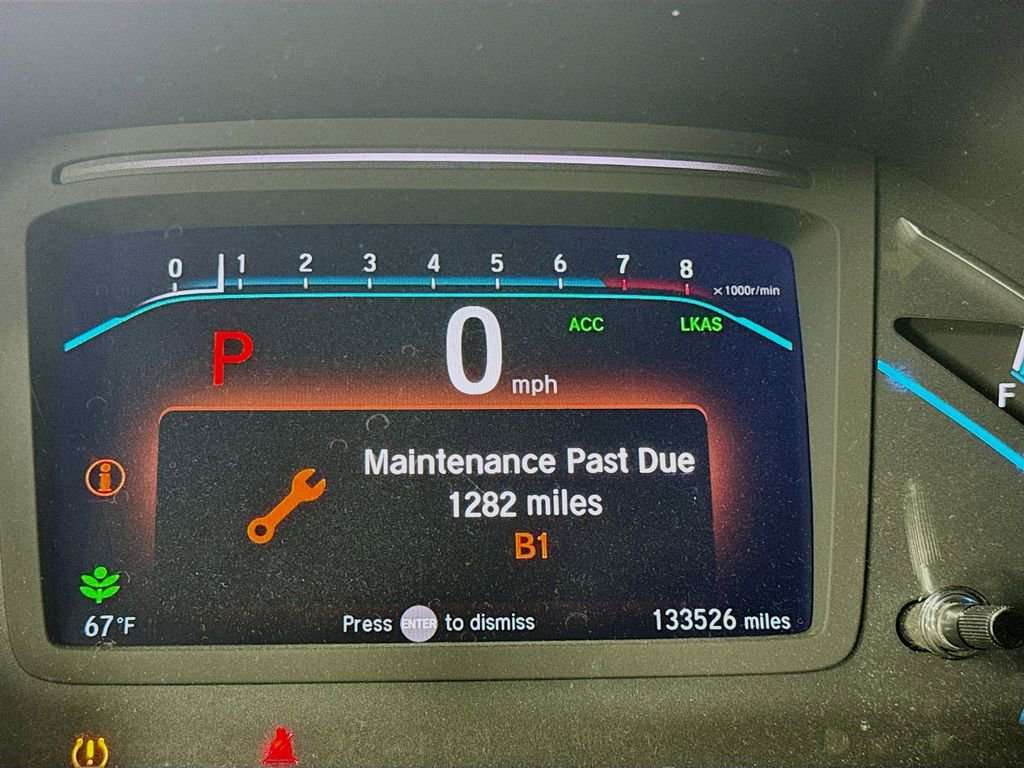 0 1 2 3 4 5 6 7 8 ×1000r/min
P 0 mph ACC LKAS
F
Maintenance Past Due
1282 miles
B1
67°F Press ENTER to dismiss 133526 miles